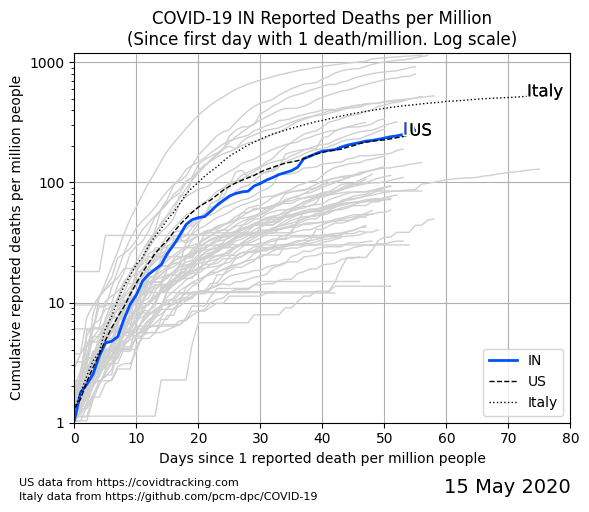 COVID-19 IN Reported Deaths per Million
(Since first day with 1 death/million. Log scale)
Cumulative reported deaths per million people
1000
100
10
1
Italy
US
IN
US
Italy
0 10 20 30 40 50 60 70 80
Days since 1 reported death per million people
US data from https://covidtracking.com
Italy data from https://github.com/pcm-dpc/COVID-19
15 May 2020